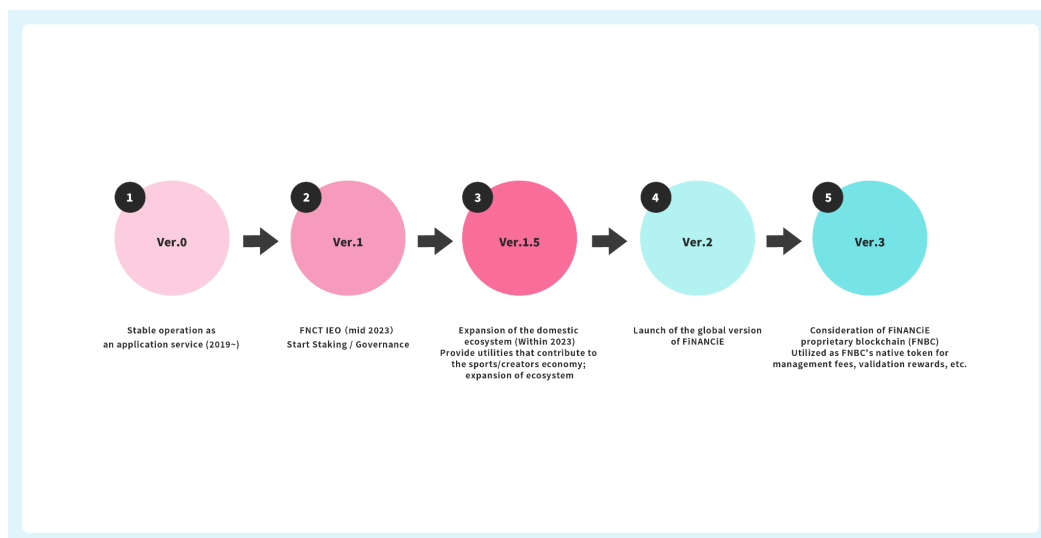 1
Ver.0
Stable operation as
an application service (2019~)
2
Ver.1
FNCT IEO（mid 2023）
Start Staking / Governance
3
Ver.1.5
Expansion of the domestic
ecosystem (Within 2023)
Provide utilities that contribute to
the sports/creators economy;
expansion of ecosystem
4
Ver.2
Launch of the global version
of FiNANCiE
5
Ver.3
Consideration of FiNANCiE
proprietary blockchain (FNBC)
Utilized as FNBC's native token for
management fees, validation rewards, etc.